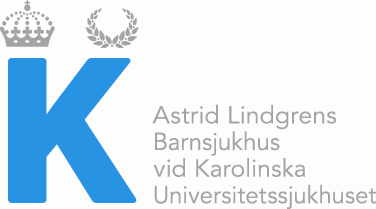 K
Astrid Lindgrens
Barnsjukhus
vid Karolinska
Universitetssjukhuset